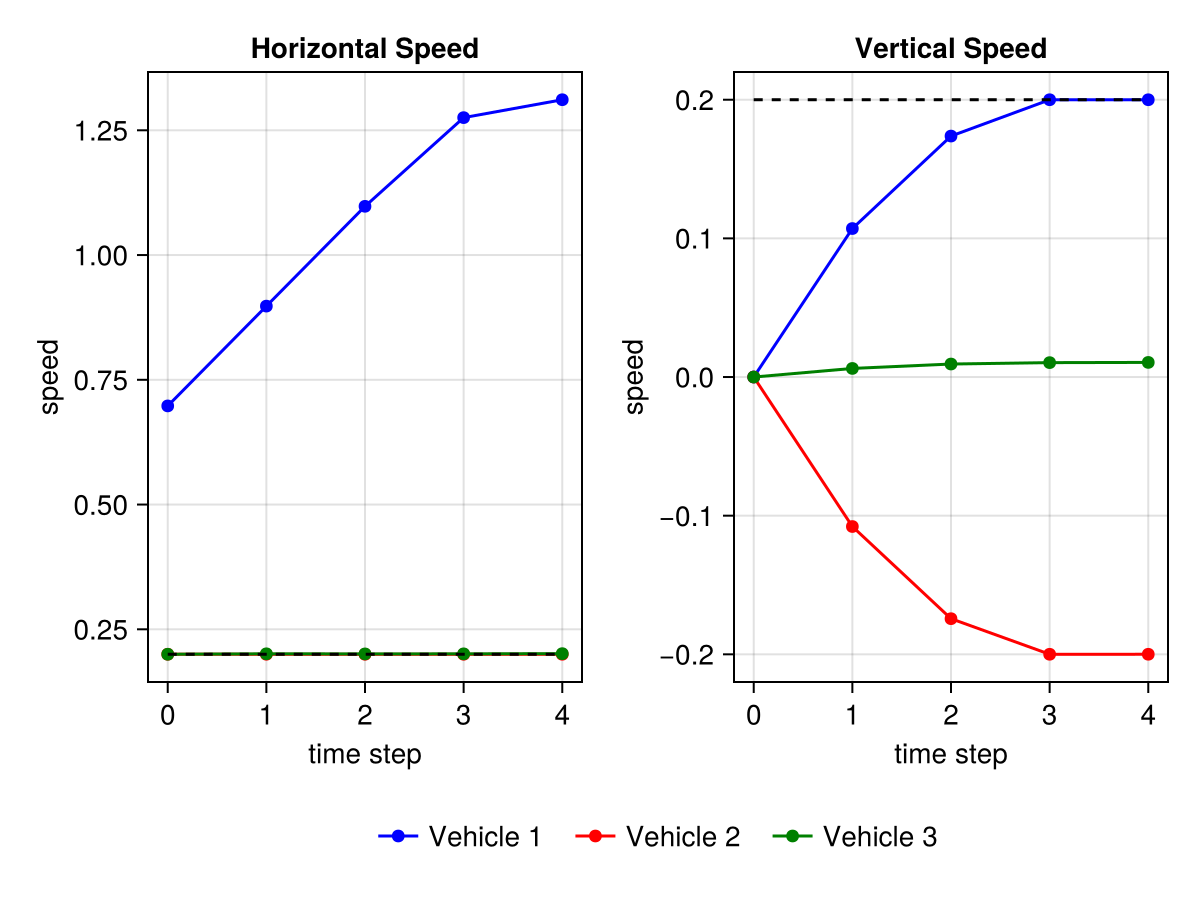 Horizontal Speed
Vertical Speed
speed
1.25
1.00
0.75
0.50
0.25
0 1 2 3 4
time step
speed
0.2
0.1
0.0
−0.1
−0.2
0 1 2 3 4
time step
Vehicle 1 Vehicle 2 Vehicle 3